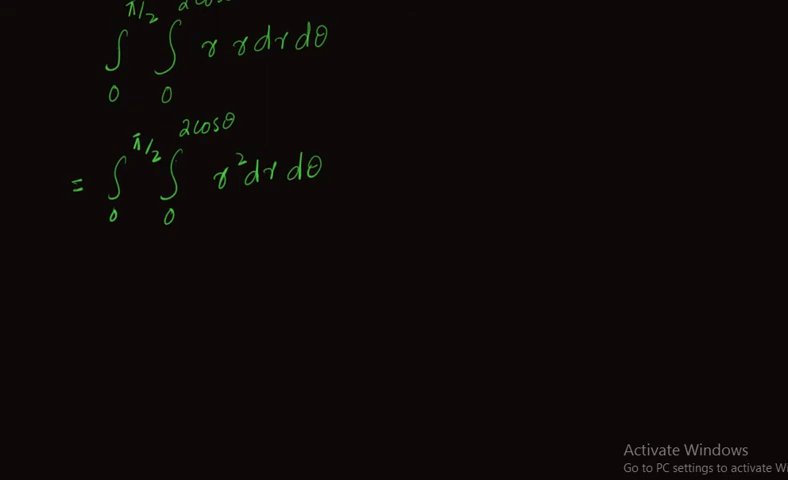 π/2 2cos
∫ ∫ r r dr dθ
0 0
π/2 2cosθ
= ∫ ∫ r² dr dθ
0 0
Activate Windows
Go to PC settings to activate Wi